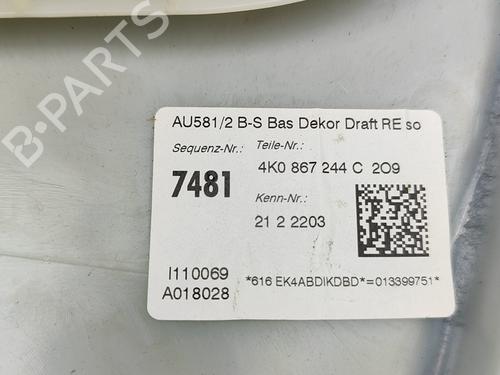 AU581/2 B-S Bas Dekor Draft RE so
Sequenz-Nr.: Teile-Nr.:
7481 4K0 867 244 C 2O9
Kenn-Nr.:
21 2 2203
I110069
A018028 *616 EK4ABDIKDBD*=013399751*
B-PARTS